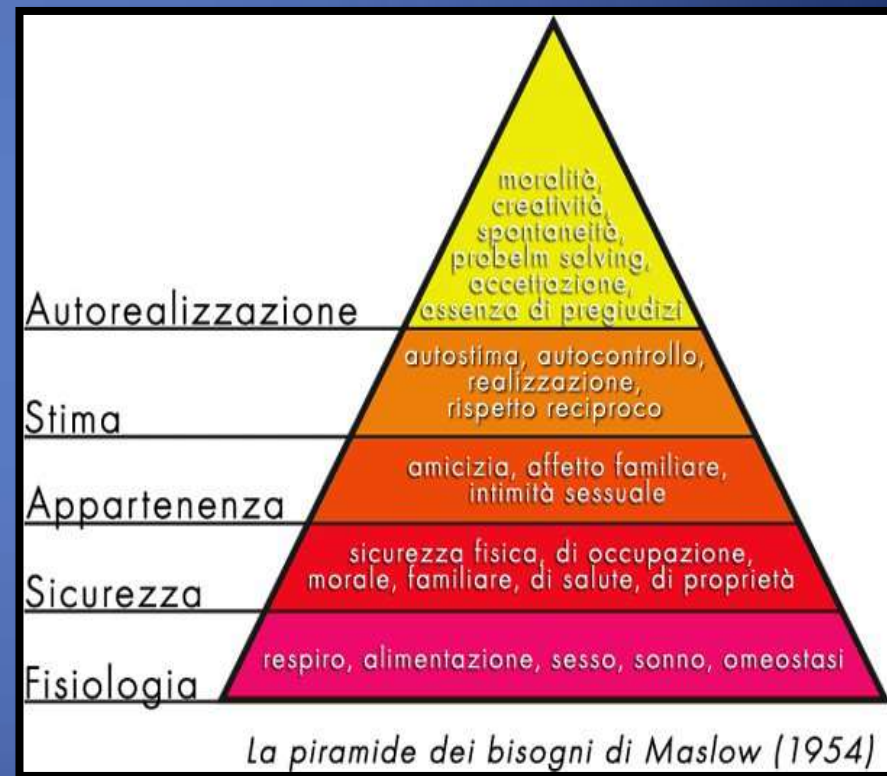 moralità,
creatività,
spontaneità,
probelm solving,
accettazione,
assenza di pregiudizi
Autorealizzazione
autostima, autocontrollo,
realizzazione,
rispetto reciproco
Stima
amicizia, affetto familiare,
intimità sessuale
Appartenenza
sicurezza fisica, di occupazione,
morale, familiare, di salute, di proprietà
Sicurezza
respiro, alimentazione, sesso, sonno, omeostasi
Fisiologia
La piramide dei bisogni di Maslow (1954)